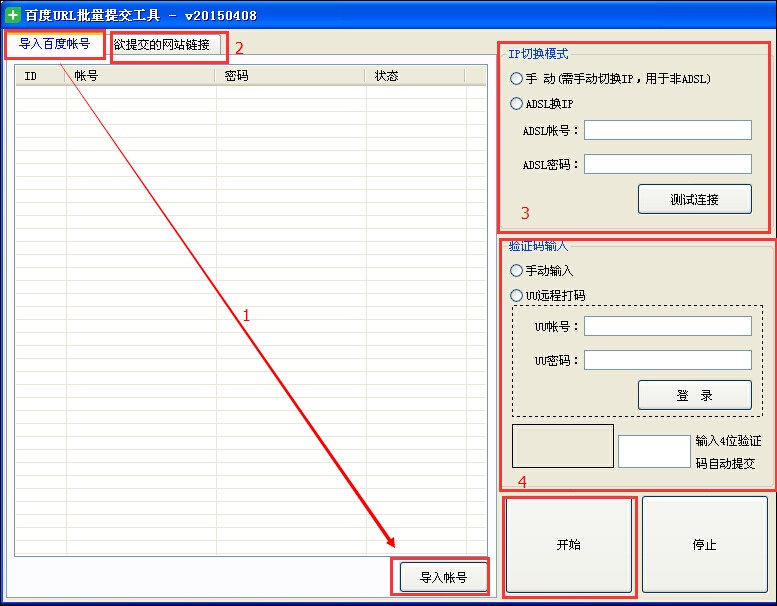 百度URL批量提交工具 - v20150408
导入百度帐号
欲提交的网站链接
2
ID 帐号 密码 状态
1
导入帐号
IP切换模式
手 动(需手动切换IP，用于非ADSL)
ADSL换IP
ADSL帐号：
ADSL密码：
测试连接
3
验证码输入
手动输入
UU远程打码
UU帐号：
UU密码：
登 录
输入4位验证
码自动提交
4
开始
停止